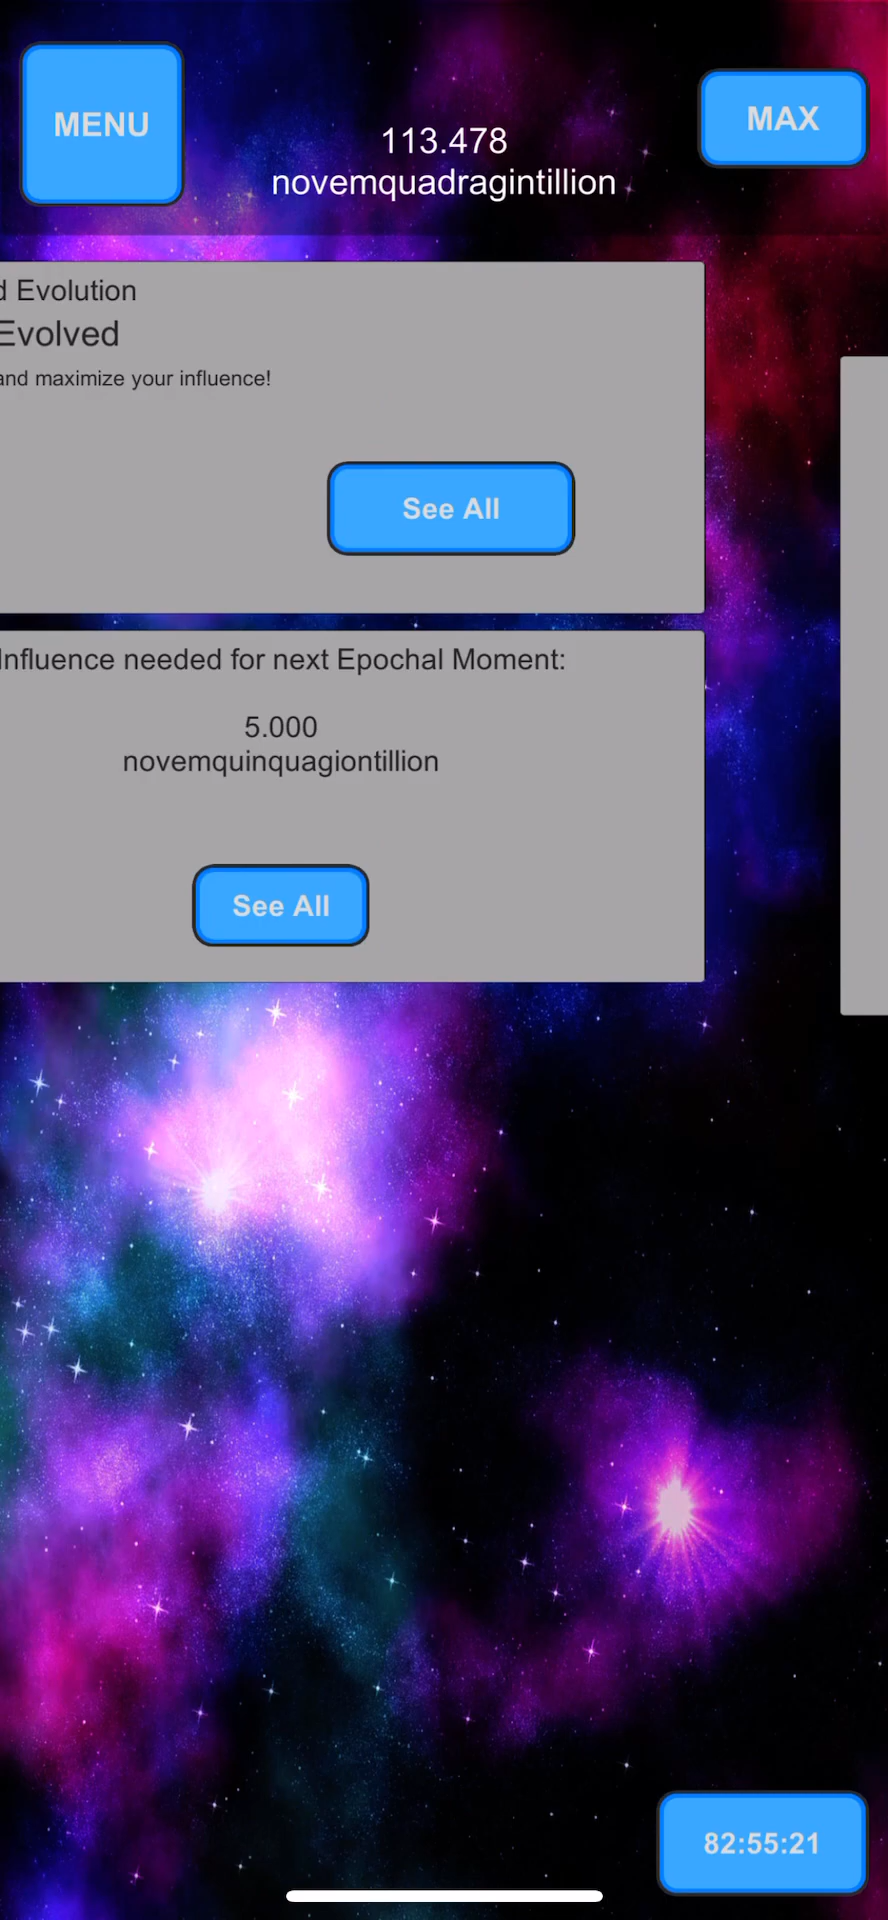 MENU
113.478
novemquadragintillion
MAX
d Evolution
Evolved
and maximize your influence!
See All
Influence needed for next Epochal Moment:
5.000
novemquinquagiontillion
See All
82:55:21